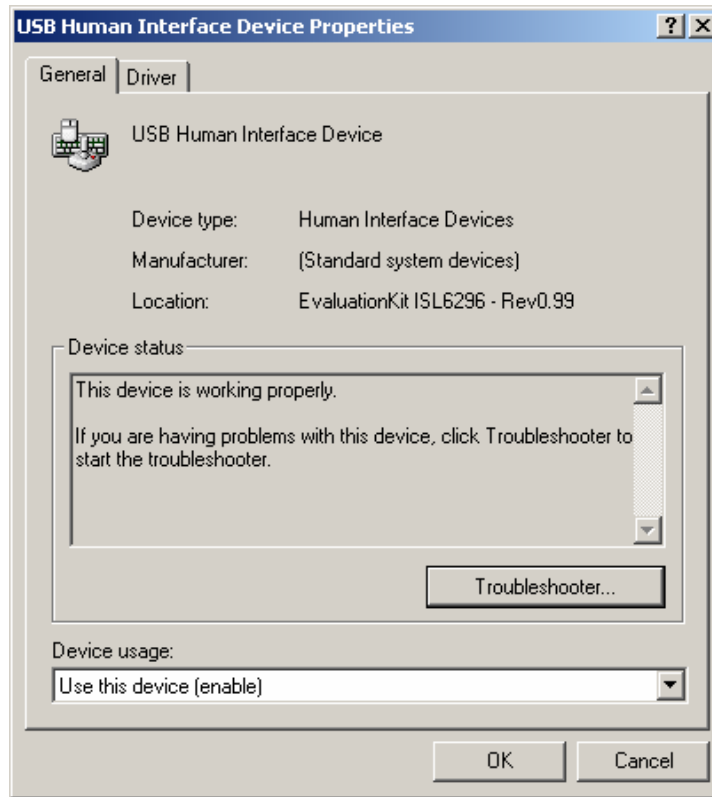 USB Human Interface Device Properties
General
Driver
USB Human Interface Device
Device type: Human Interface Devices
Manufacturer: (Standard system devices)
Location: EvaluationKit ISL6296 - Rev0.99
Device status
This device is working properly.
If you are having problems with this device, click Troubleshooter to
start the troubleshooter.
Troubleshooter...
Device usage:
Use this device (enable)
OK
Cancel